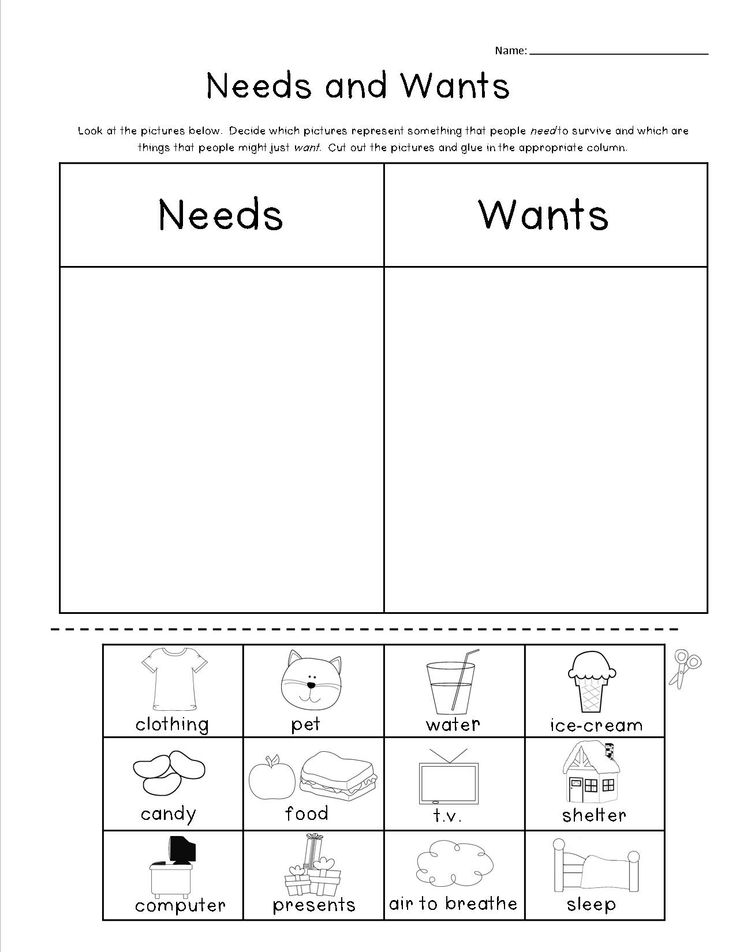 Name:
Needs and Wants
Look at the pictures below. Decide which pictures represent something that people need to survive and which are
things that people might just want. Cut out the pictures and glue in the appropriate column.
Needs Wants
clothing pet water ice-cream
candy food t.v. shelter
computer presents air to breathe sleep